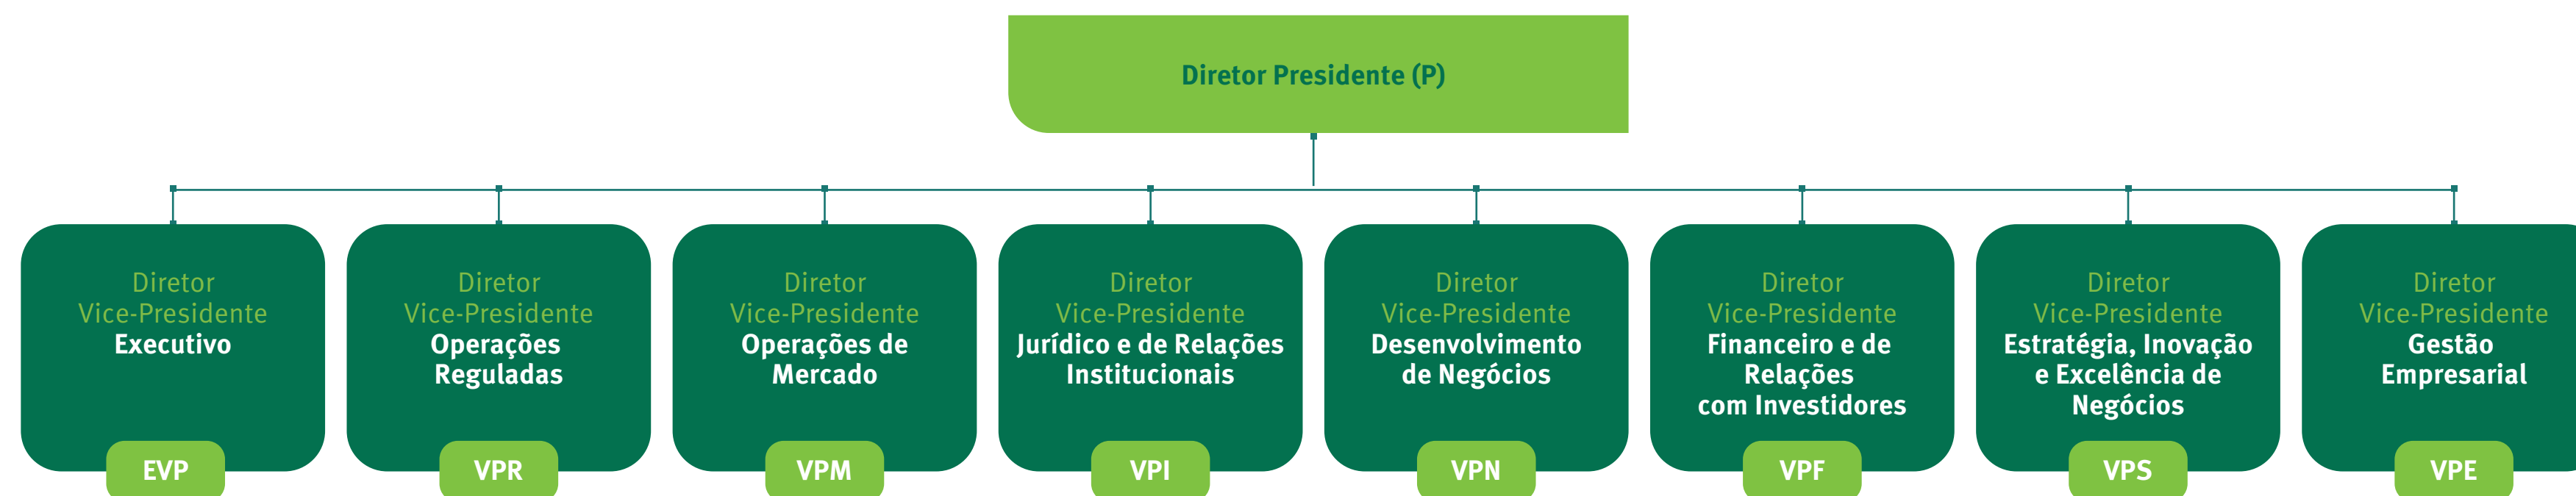 Diretor Presidente (P)
Diretor
Vice-Presidente
Executivo
EVP
Diretor
Vice-Presidente
Operações
Reguladas
VPR
Diretor
Vice-Presidente
Operações de
Mercado
VPM
Diretor
Vice-Presidente
Jurídico e de Relações
Institucionais
VPI
Diretor
Vice-Presidente
Desenvolvimento
de Negócios
VPN
Diretor
Vice-Presidente
Financeiro e de
Relações
com Investidores
VPF
Diretor
Vice-Presidente
Estratégia, Inovação
e Excelência de
Negócios
VPS
Diretor
Vice-Presidente
Gestão
Empresarial
VPE